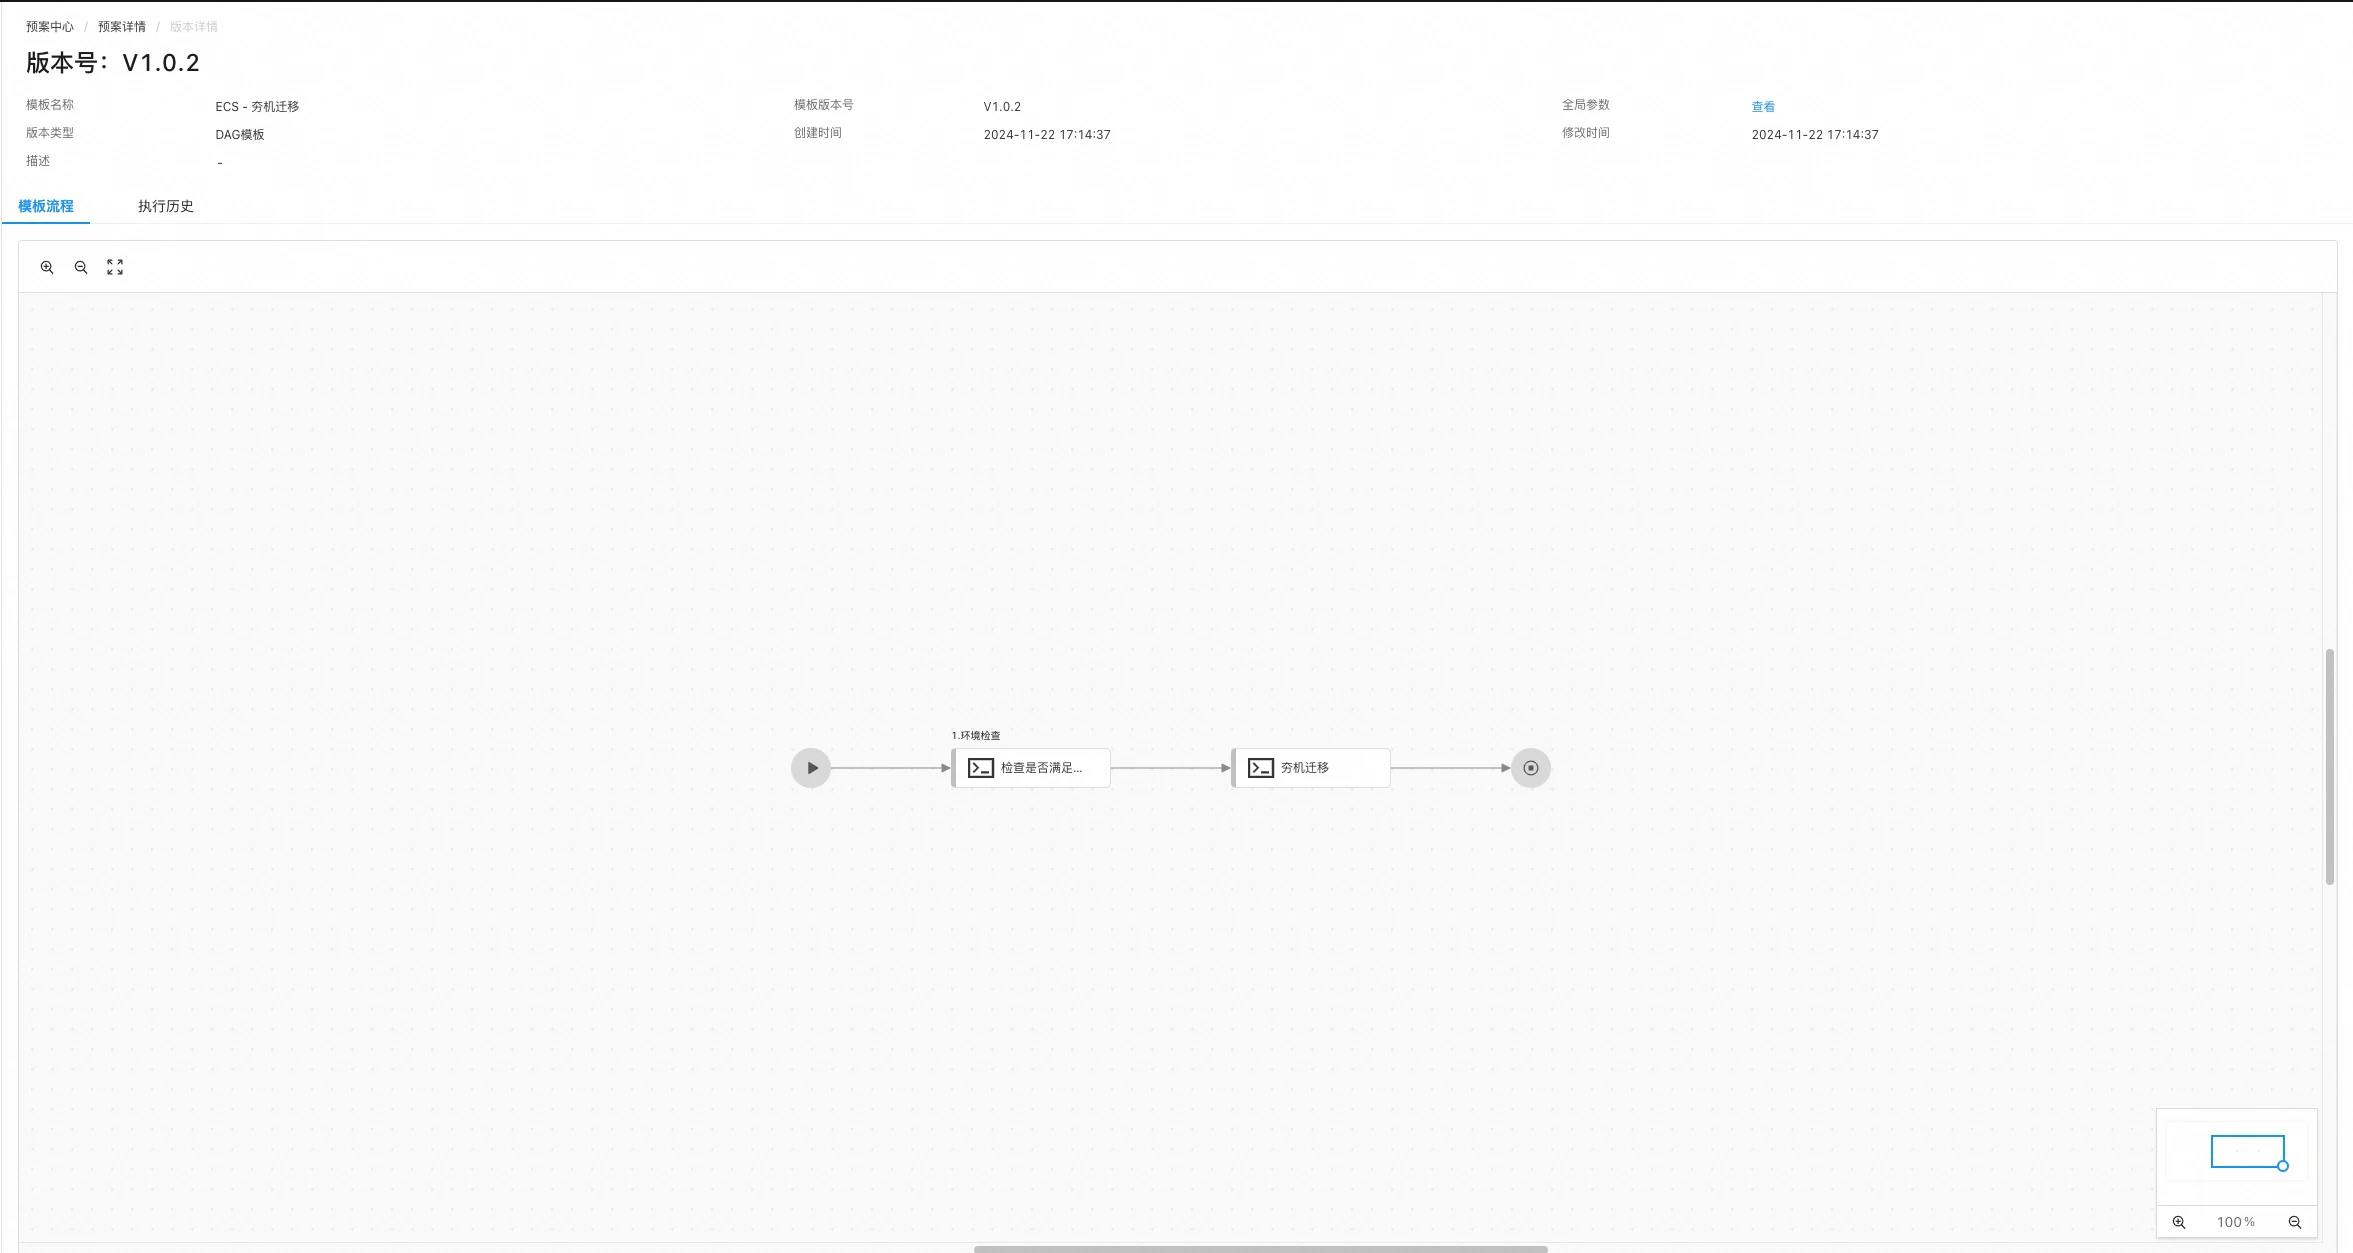 预案中心 / 预案详情 / 版本详情
版本号：V1.0.2
模板名称 ECS - 夯机迁移 模板版本号 V1.0.2 全局参数 查看
版本类型 DAG模板 创建时间 2024-11-22 17:14:37 修改时间 2024-11-22 17:14:37
描述 -
模板流程 执行历史
1.环境检查
检查是否满足... 夯机迁移
100%